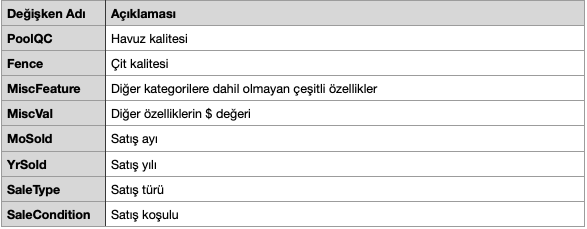 Değişken Adı Açıklaması
PoolQC Havuz kalitesi
Fence Çit kalitesi
MiscFeature Diğer kategorilere dahil olmayan çeşitli özellikler
MiscVal Diğer özelliklerin $ değeri
MoSold Satış ayı
YrSold Satış yılı
SaleType Satış türü
SaleCondition Satış koşulu